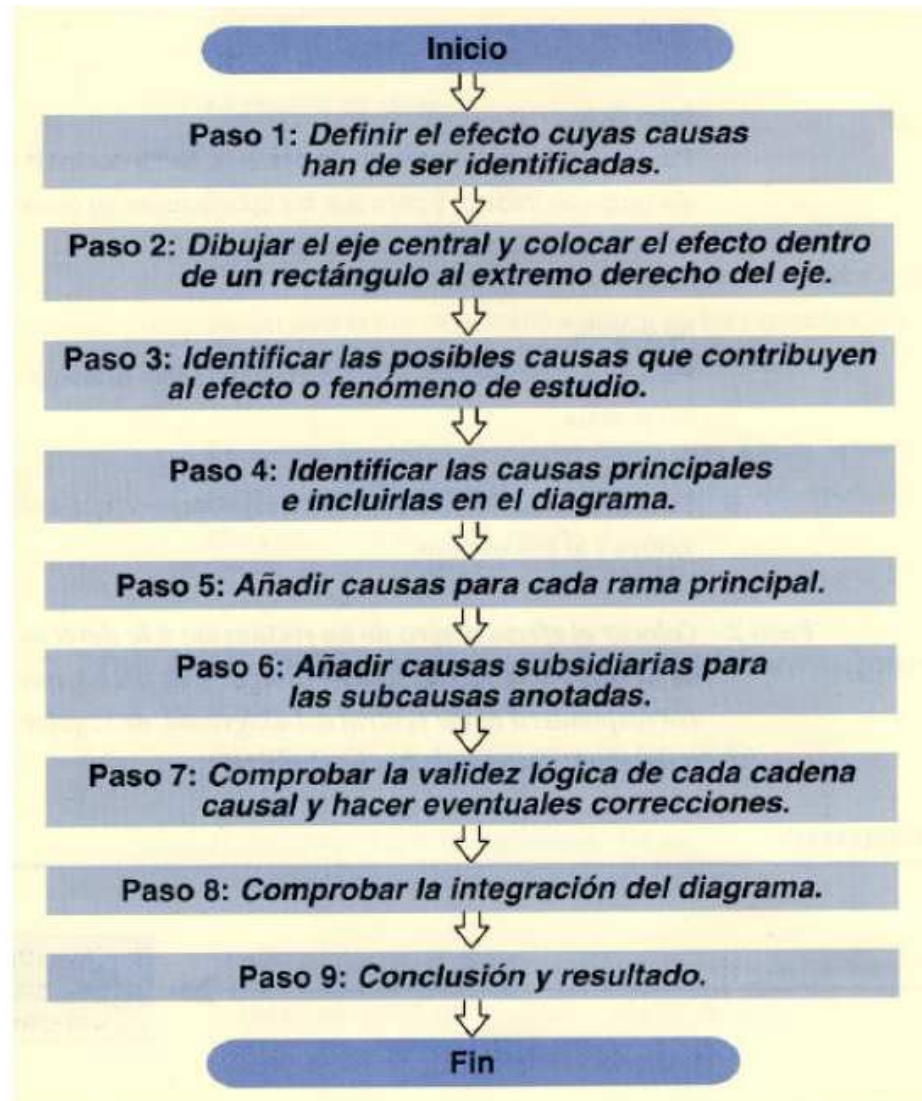 Inicio
Paso 1: Definir el efecto cuyas causas
han de ser identificadas.
Paso 2: Dibujar el eje central y colocar el efecto dentro
de un rectángulo al extremo derecho del eje.
Paso 3: Identificar las posibles causas que contribuyen
al efecto o fenómeno de estudio.
Paso 4: Identificar las causas principales
e incluirlas en el diagrama.
Paso 5: Añadir causas para cada rama principal.
Paso 6: Añadir causas subsidiarias para
las subcausas anotadas.
Paso 7: Comprobar la validez lógica de cada cadena
causal y hacer eventuales correcciones.
Paso 8: Comprobar la integración del diagrama.
Paso 9: Conclusión y resultado.
Fin